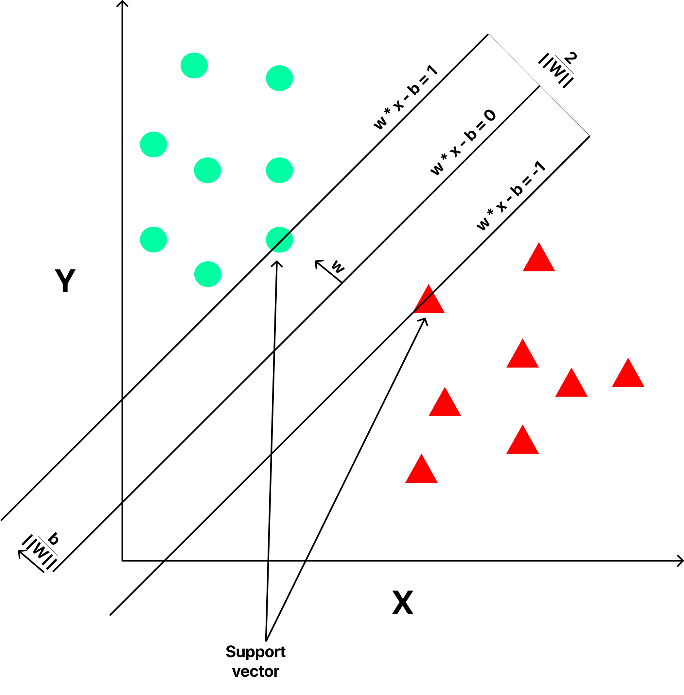 2
||W||
w * x - b = 1
w * x - b = 0
w * x - b = -1
Y
w
b
||W||
X
Support
vector